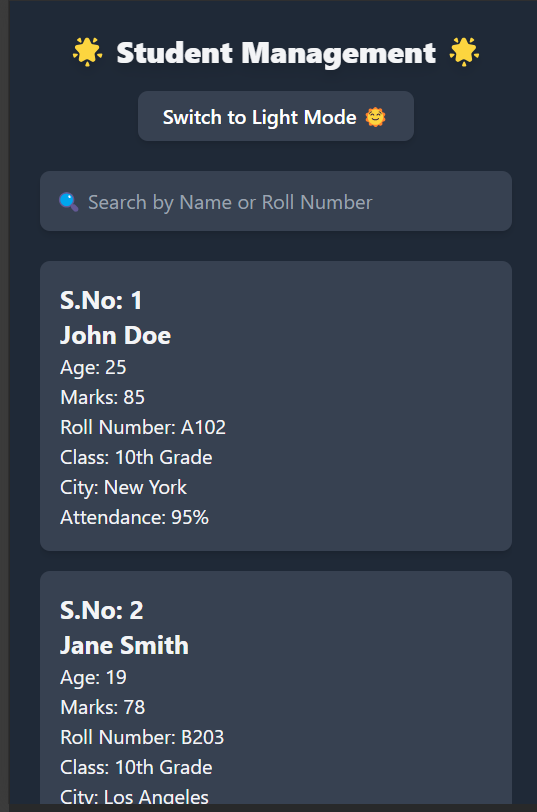 🌟 Student Management 🌟
Switch to Light Mode 🌞
🔍 Search by Name or Roll Number
S.No: 1
John Doe
Age: 25
Marks: 85
Roll Number: A102
Class: 10th Grade
City: New York
Attendance: 95%
S.No: 2
Jane Smith
Age: 19
Marks: 78
Roll Number: B203
Class: 10th Grade
City: Los Angeles